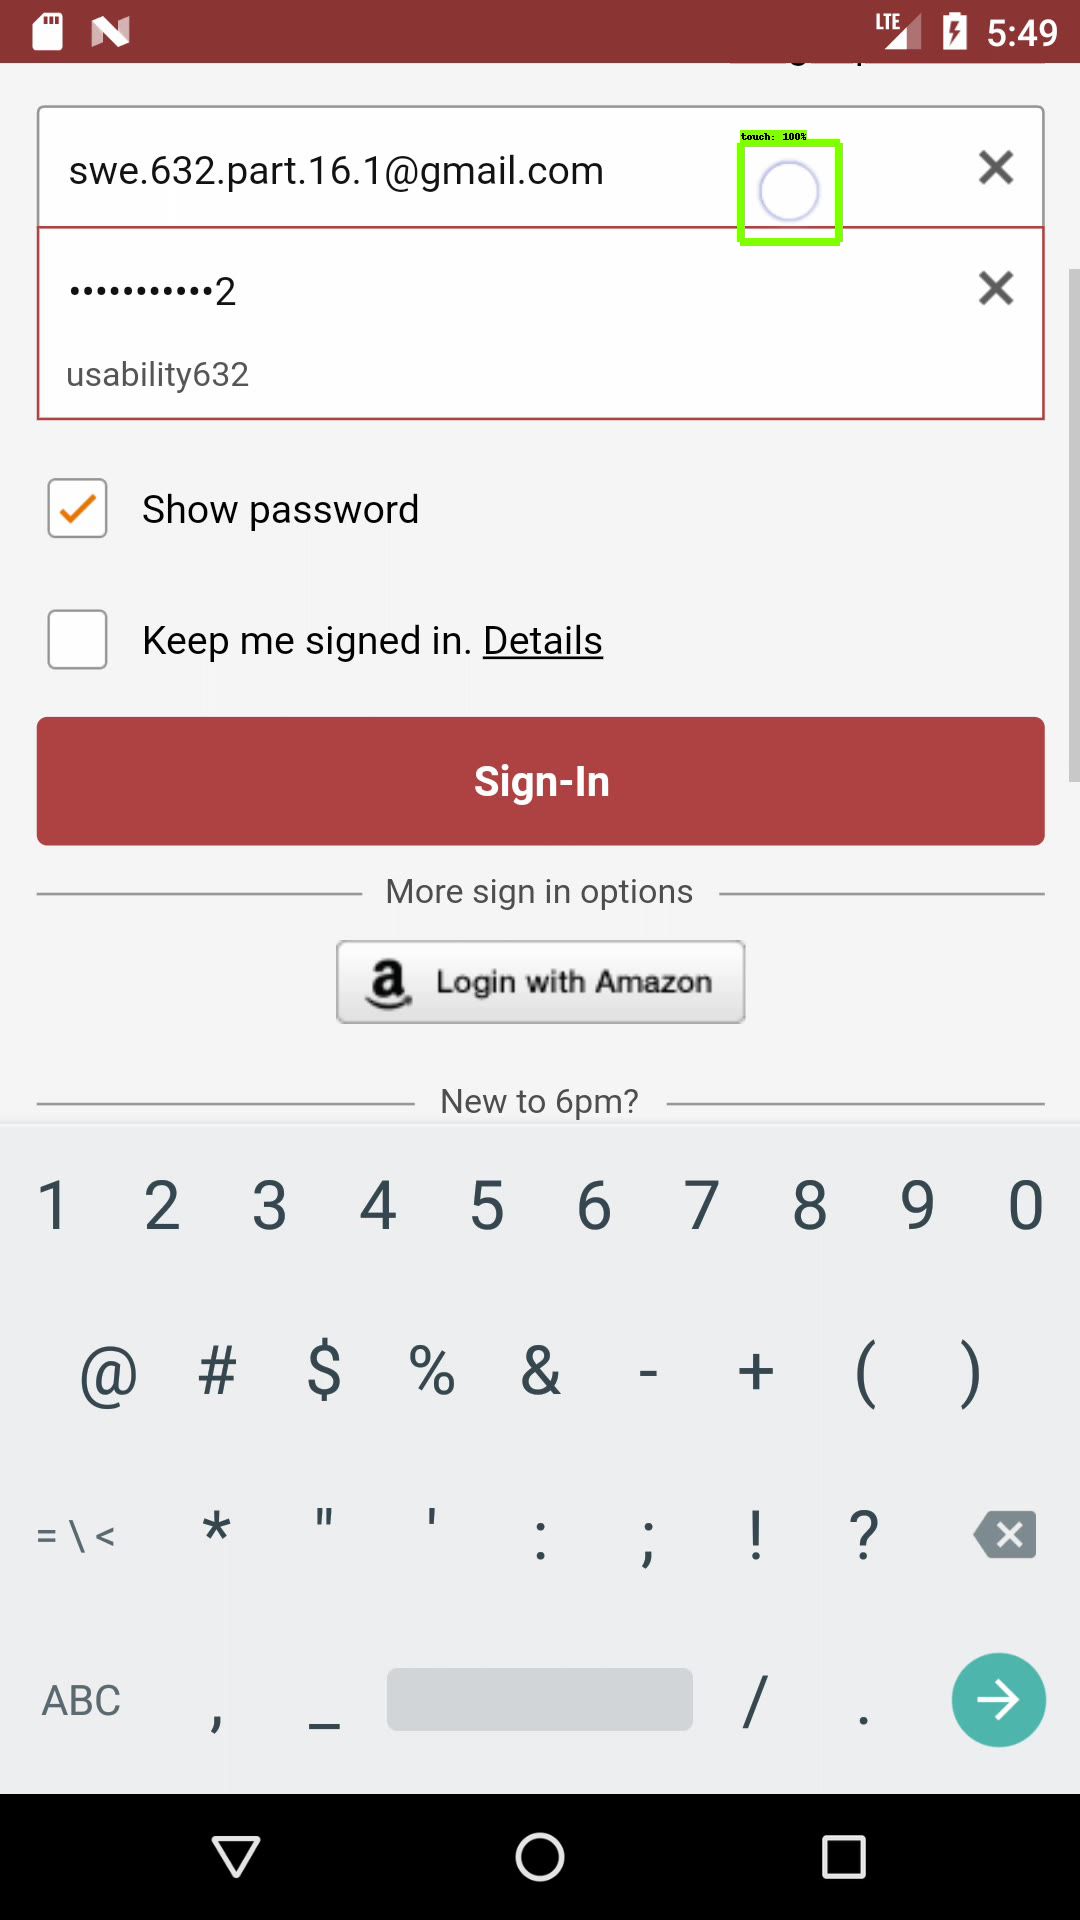 LTE
5:49
touch: 100%
swe.632.part.16.1@gmail.com
•••••••••••2
usability632
Show password
Keep me signed in. Details
Sign-In
More sign in options
a Login with Amazon
New to 6pm?
1 2 3 4 5 6 7 8 9 0
@ # $ % & - + ( )
= \ < * " ' : ; ! ?
ABC , _ / .